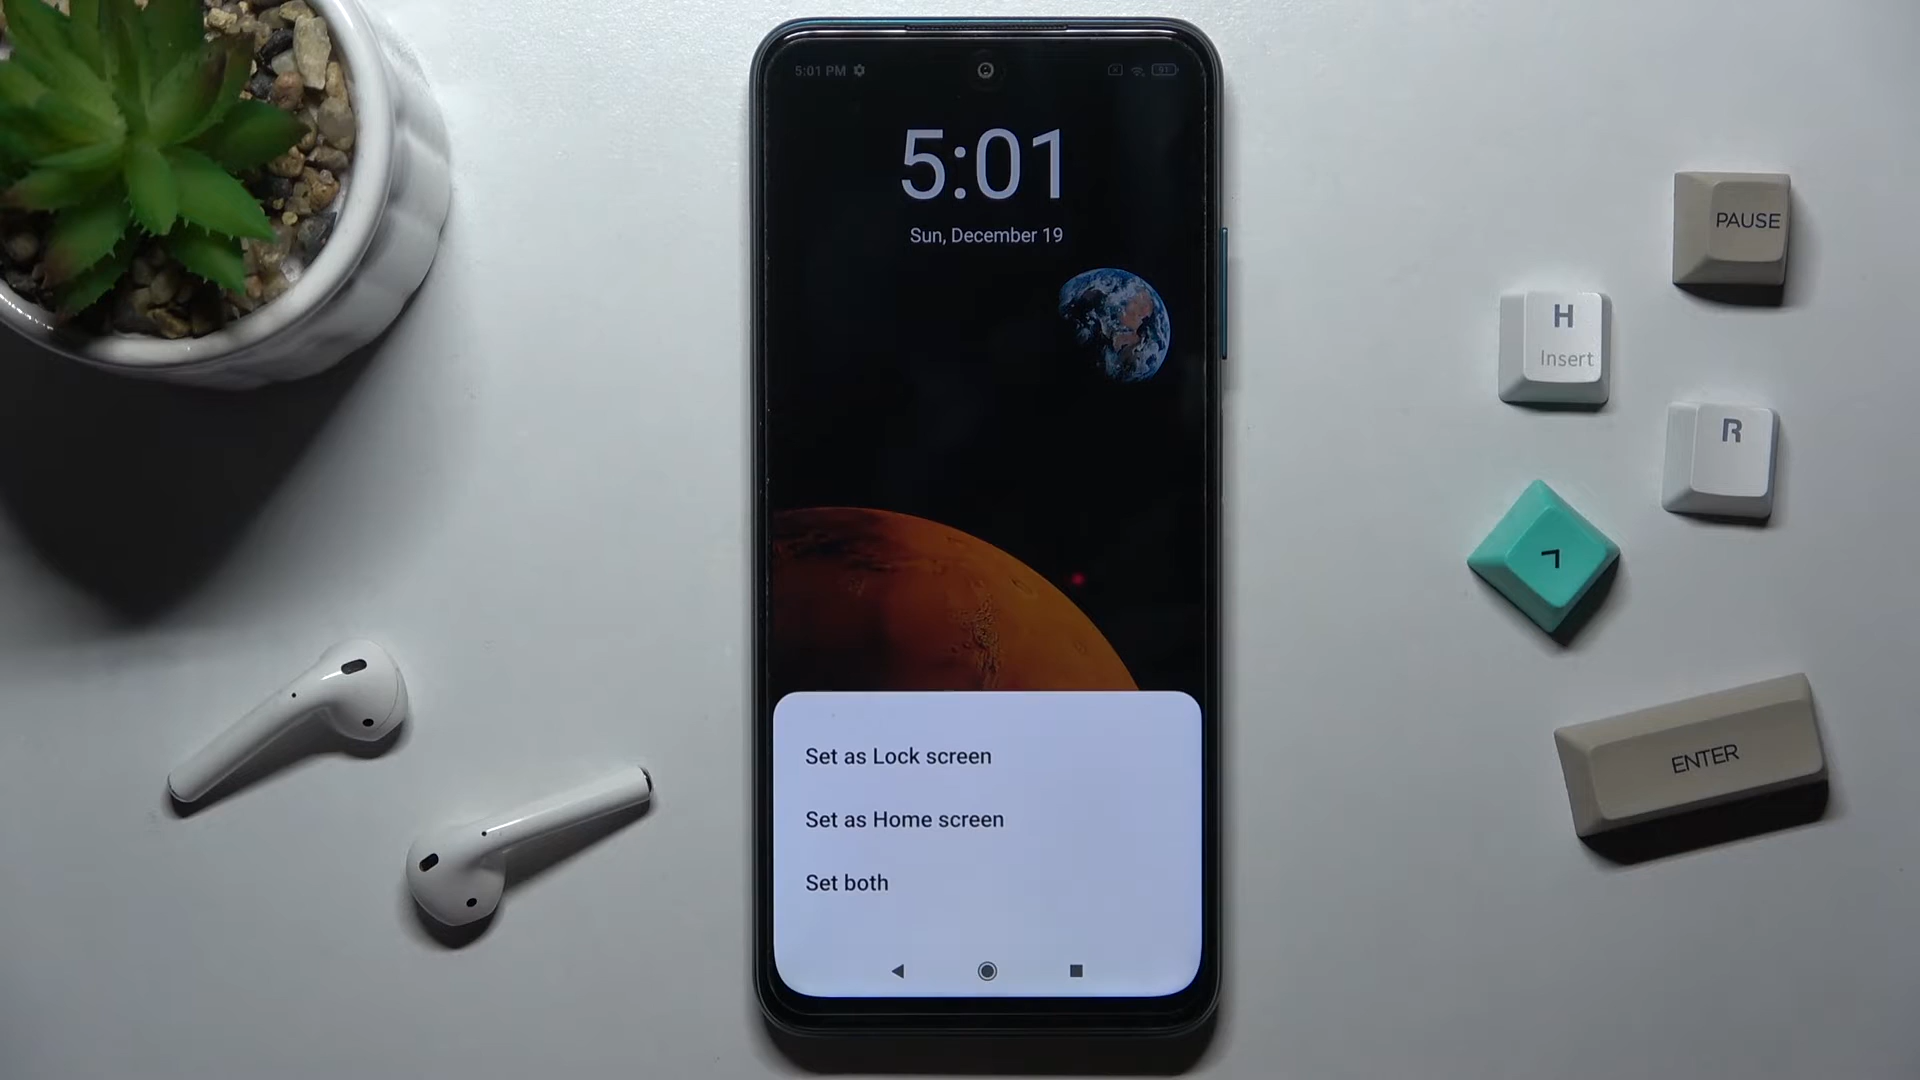 5:01 PM
91
5:01
Sun, December 19
Set as Lock screen
Set as Home screen
Set both
PAUSE
H
Insert
R
ENTER